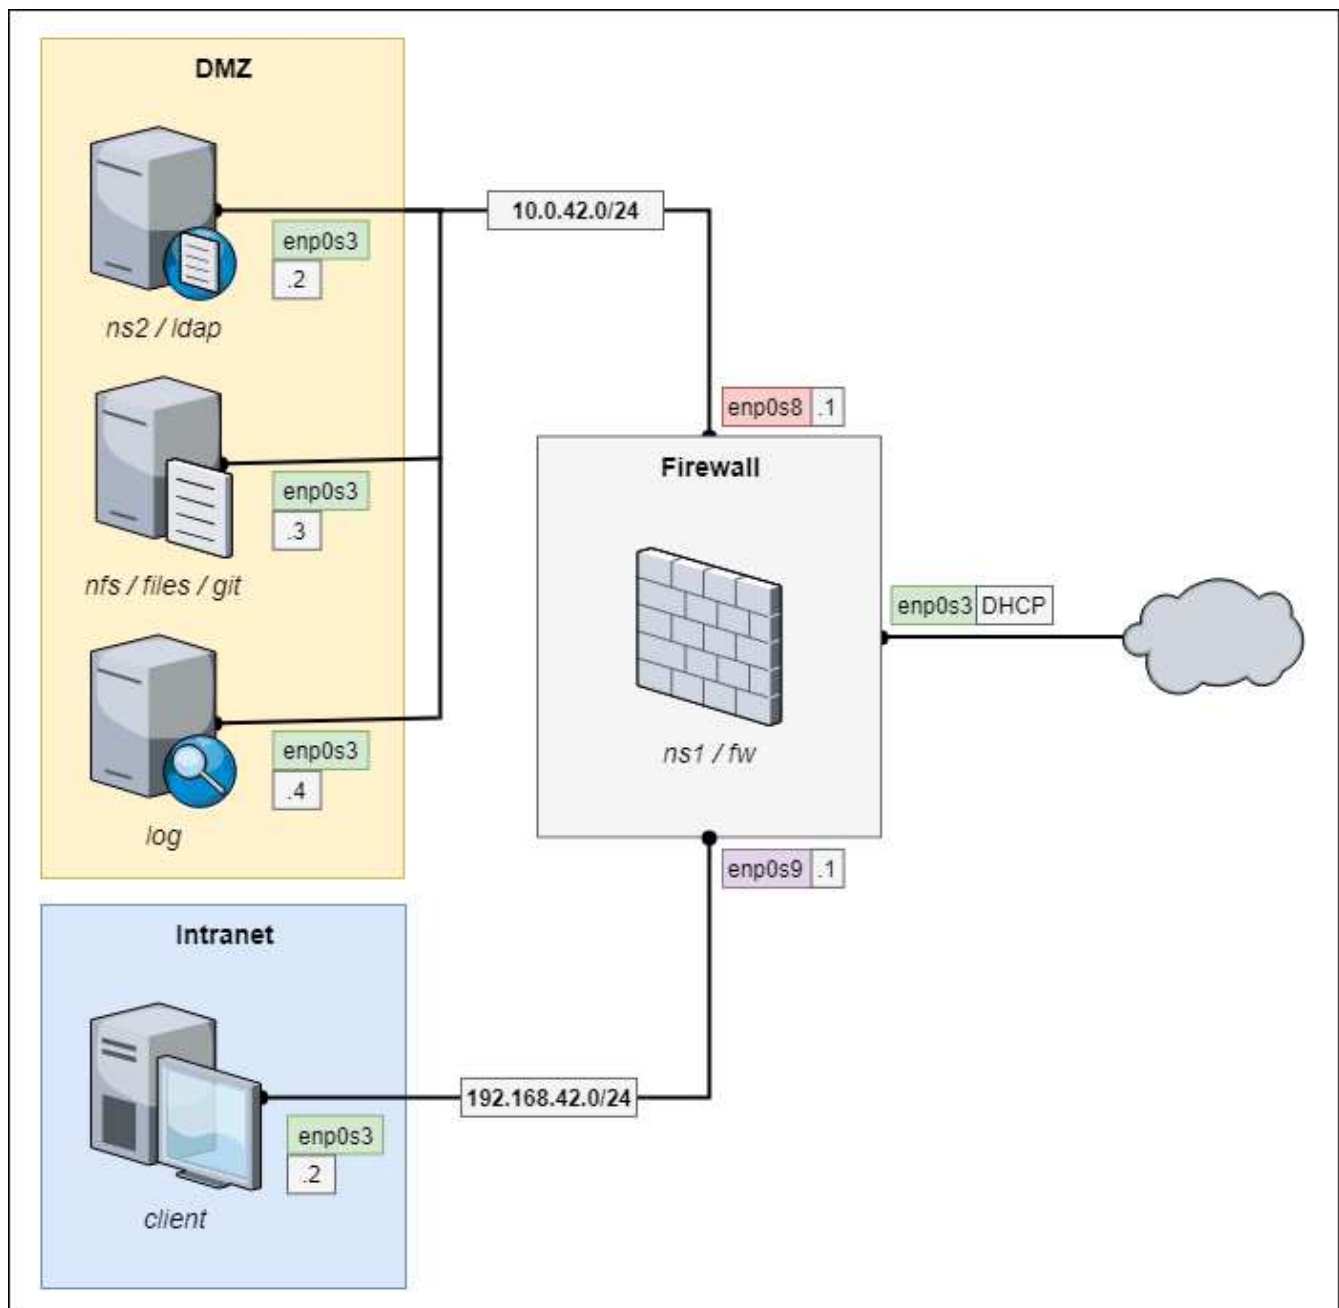 DMZ
enp0s3
.2
ns2 / ldap
10.0.42.0/24
enp0s3
.3
nfs / files / git
enp0s3
.4
log
enp0s8 .1
Firewall
ns1 / fw
enp0s3 DHCP
enp0s9 .1
Intranet
enp0s3
.2
client
192.168.42.0/24